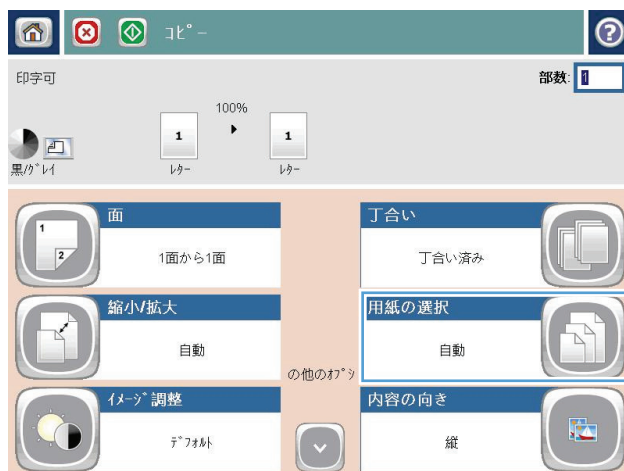 コピー
印字可
部数: 1
100%
1
1
黒/グレイ
レター
レター
面
丁合い
1
2
1面から1面
丁合い済み
縮小/拡大
用紙の選択
自動
自動
の他のオプシ
イメージ調整
内容の向き
デフォルト
縦